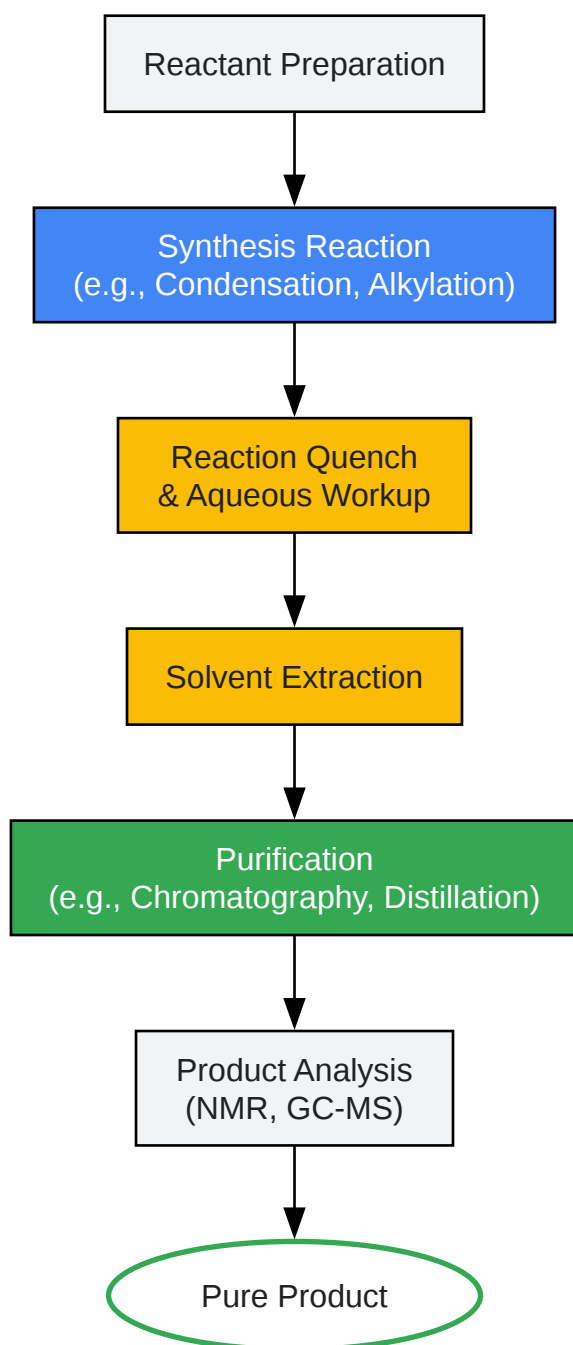 Reactant Preparation
Synthesis Reaction
(e.g., Condensation, Alkylation)
Reaction Quench
& Aqueous Workup
Solvent Extraction
Purification
(e.g., Chromatography, Distillation)
Product Analysis
(NMR, GC-MS)
Pure Product